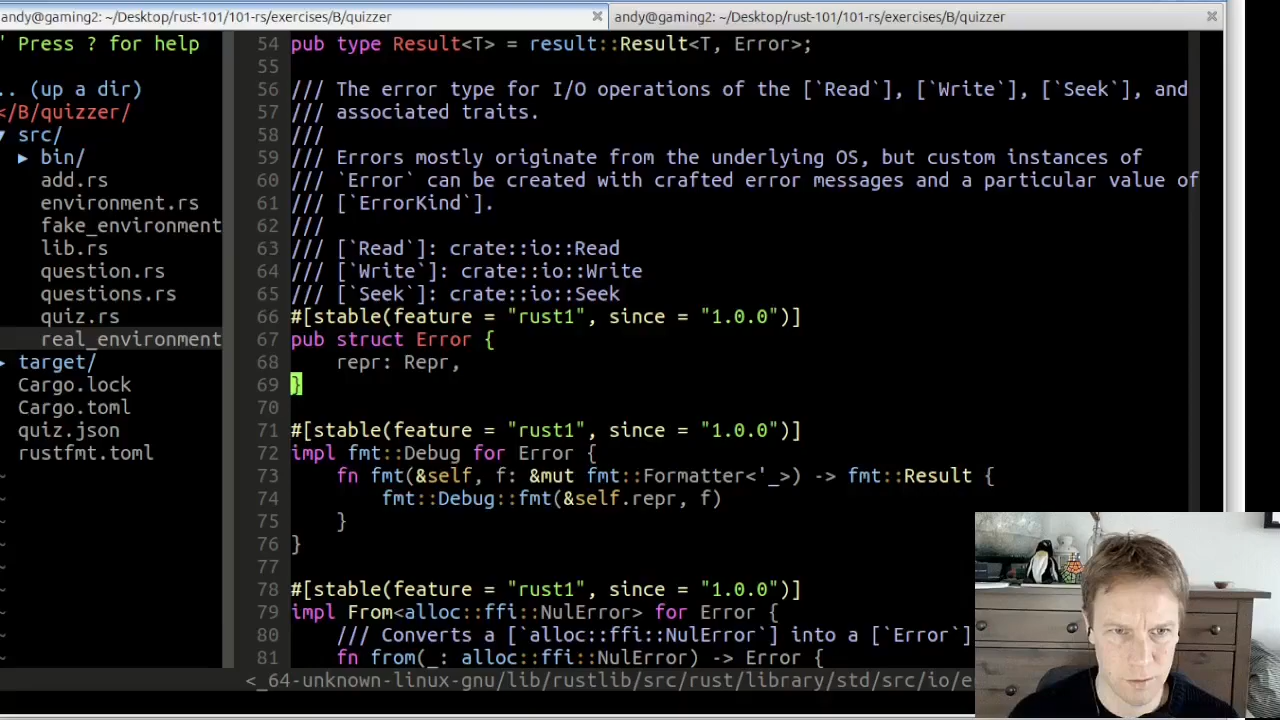 andy@gaming2: ~/Desktop/rust-101/101-rs/exercises/B/quizzer
andy@gaming2: ~/Desktop/rust-101/101-rs/exercises/B/quizzer
" Press ? for help
.. (up a dir)
</B/quizzer/
▼ src/
▶ bin/
add.rs
environment.rs
fake_environment
lib.rs
question.rs
questions.rs
quiz.rs
real_environment
▸ target/
Cargo.lock
Cargo.toml
quiz.json
rustfmt.toml
~
~
~
~
~
~
~
~
~
54 pub type Result<T> = result::Result<T, Error>;
55
56 /// The error type for I/O operations of the [`Read`], [`Write`], [`Seek`], and
57 /// associated traits.
58 ///
59 /// Errors mostly originate from the underlying OS, but custom instances of
60 /// `Error` can be created with crafted error messages and a particular value of
61 /// [`ErrorKind`].
62 ///
63 /// [`Read`]: crate::io::Read
64 /// [`Write`]: crate::io::Write
65 /// [`Seek`]: crate::io::Seek
66 #[stable(feature = "rust1", since = "1.0.0")]
67 pub struct Error {
68     repr: Repr,
69 }
70
71 #[stable(feature = "rust1", since = "1.0.0")]
72 impl fmt::Debug for Error {
73     fn fmt(&self, f: &mut fmt::Formatter<'_>) -> fmt::Result {
74         fmt::Debug::fmt(&self.repr, f)
75     }
76 }
77
78 #[stable(feature = "rust1", since = "1.0.0")]
79 impl From<alloc::ffi::NulError> for Error {
80     /// Converts a [`alloc::ffi::NulError`] into a [`Error`]
81     fn from(_: alloc::ffi::NulError) -> Error {
<_64-unknown-linux-gnu/lib/rustlib/src/rust/library/std/src/io/e